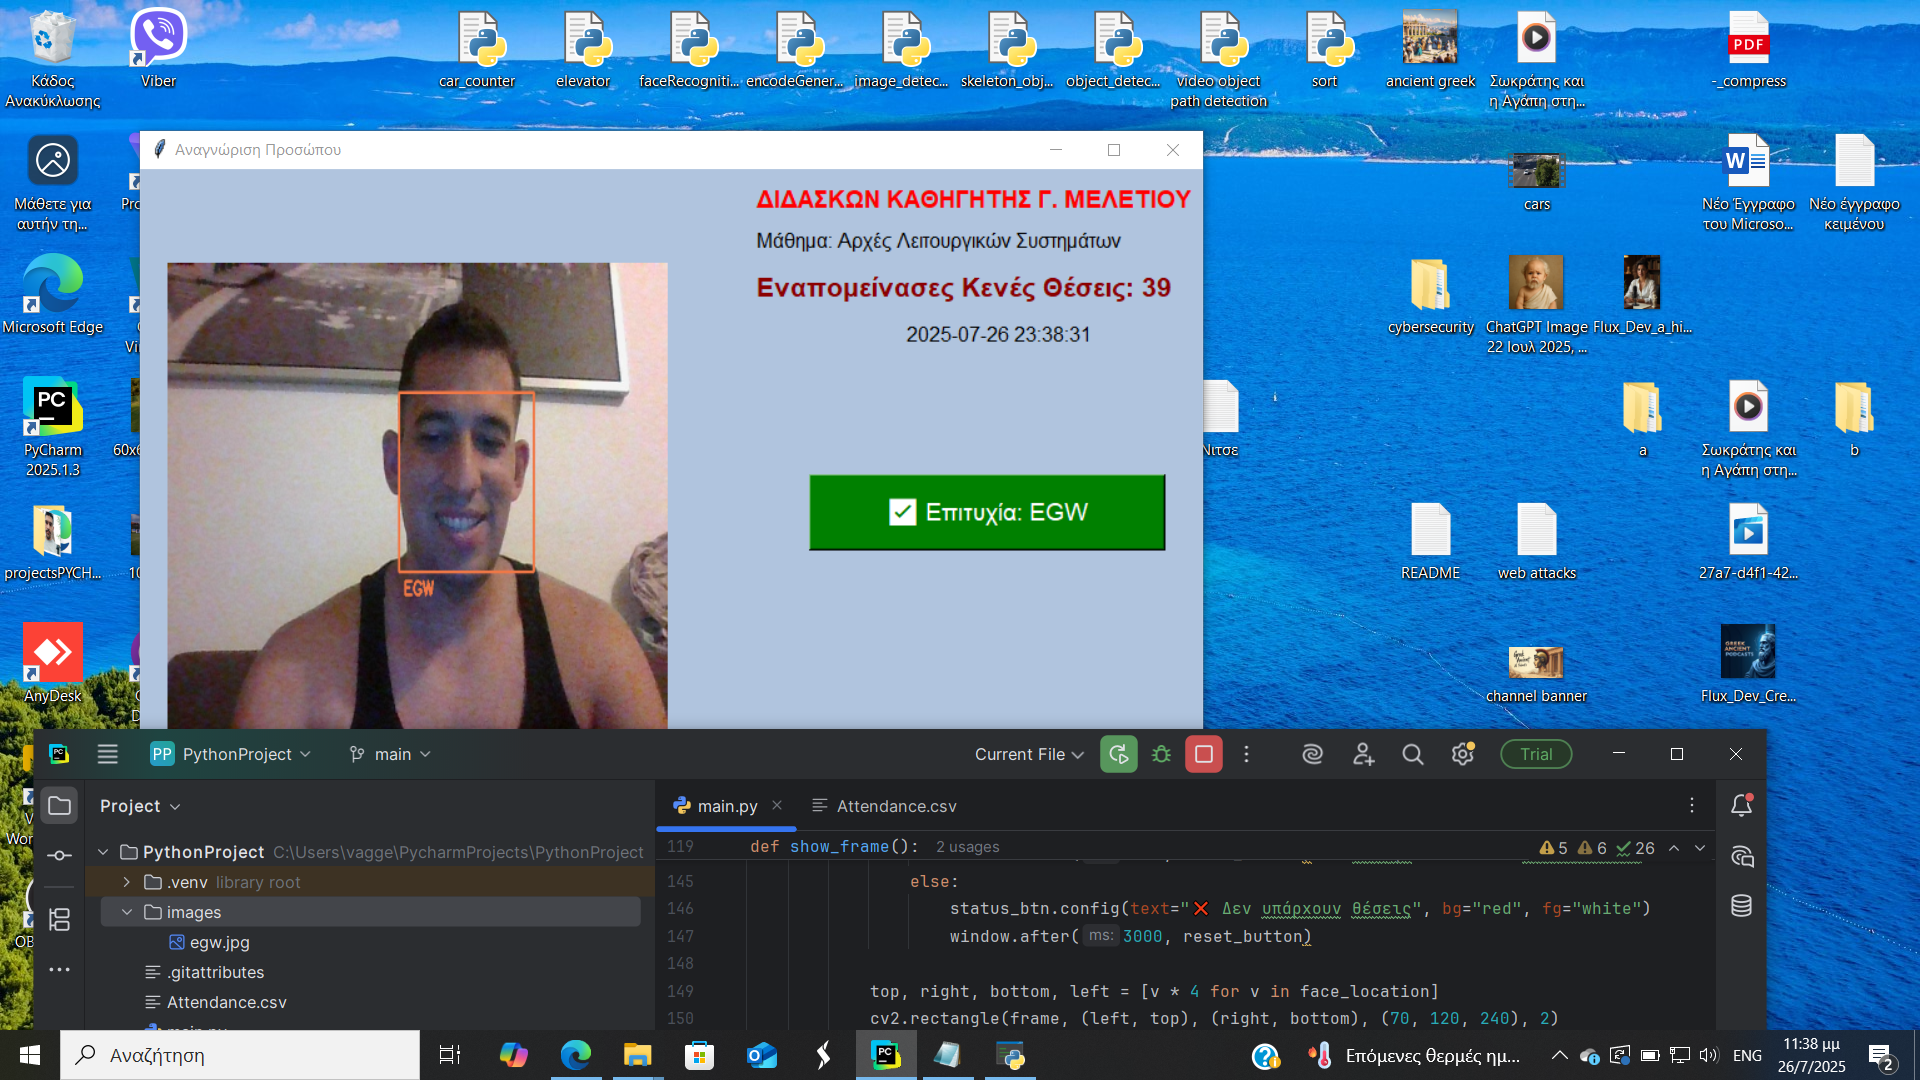 Κάδος
Ανακύκλωσης
Viber
car_counter
elevator
faceRecogniti...
encodeGener...
image_detec...
skeleton_obj...
object_detec...
video object
path detection
sort
ancient greek
Σωκράτης και
η Αγάπη στη...
PDF
-_compress
Αναγνώριση Προσώπου
ΔΙΔΑΣΚΩΝ ΚΑΘΗΓΗΤΗΣ Γ. ΜΕΛΕΤΙΟΥ
Μάθημα: Αρχές Λειτουργικών Συστημάτων
Εναπομείνασες Κενές Θέσεις: 39
2025-07-26 23:38:31
Επιτυχία: EGW
EGW
Μάθετε για
αυτήν τη...
cars
Νέο Έγγραφο
του Microso...
Νέο έγγραφο
κειμένου
Microsoft Edge
cybersecurity
ChatGPT Image
22 Ιουλ 2025, ...
Flux_Dev_a_hi...
PC
PyCharm
2025.1.3
Νιτσε
a
Σωκράτης και
η Αγάπη στη...
b
projectsPYCH...
README
web attacks
27a7-d4f1-42...
AnyDesk
channel banner
GREEK
ANCIENT
PODCASTS
Flux_Dev_Cre...
PC
PP PythonProject
main
Current File
Trial
Project
main.py
Attendance.csv
PythonProject C:\Users\vagge\PycharmProjects\PythonProject
.venv library root
images
egw.jpg
.gitattributes
Attendance.csv
119 def show_frame(): 2 usages
5 6 26
145 else:
146 status_btn.config(text="❌ Δεν υπάρχουν θέσεις", bg="red", fg="white")
147 window.after( ms: 3000, reset_button)
148
149 top, right, bottom, left = [v * 4 for v in face_location]
150 cv2.rectangle(frame, (left, top), (right, bottom), (70, 120, 240), 2)
Αναζήτηση
Επόμενες θερμές ημ...
ENG
11:38 μμ
26/7/2025
2